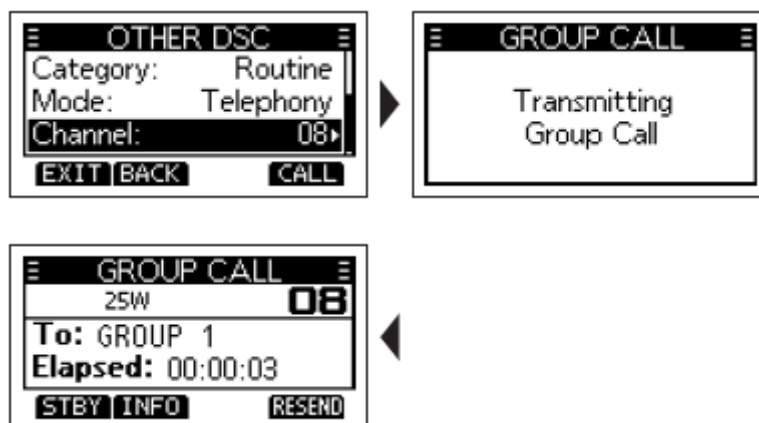 OTHER DSC
Category: Routine
Mode: Telephony
Channel: 08
EXIT BACK CALL
GROUP CALL
Transmitting
Group Call
GROUP CALL
25W 08
To: GROUP 1
Elapsed: 00:00:03
STBY INFO RESEND